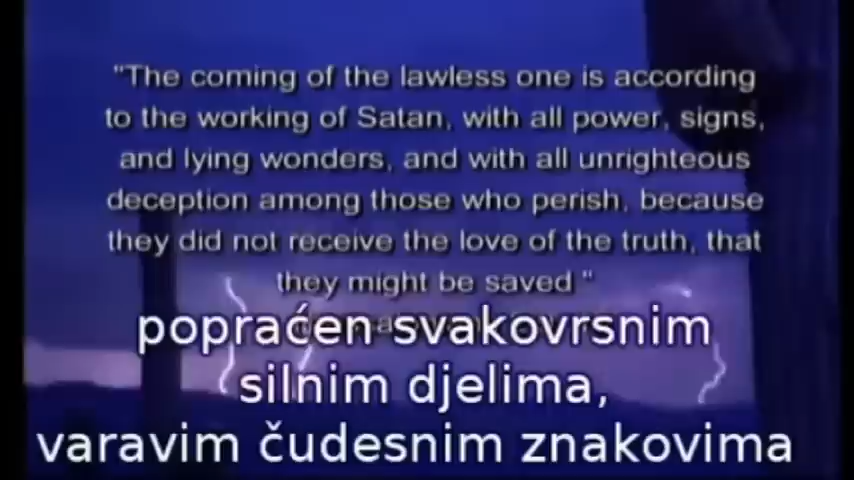 "The coming of the lawless one is according
to the working of Satan, with all power, signs,
and lying wonders, and with all unrighteous
deception among those who perish, because
they did not receive the love of the truth, that
they might be saved "
popraćen svakovrsnim
silnim djelima,
varavim čudesnim znakovima